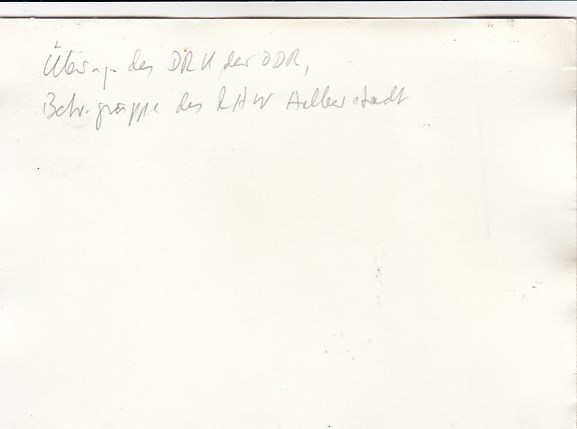 Übung des DRK der DDR,
Betr. gruppe des RAW Halberstadt